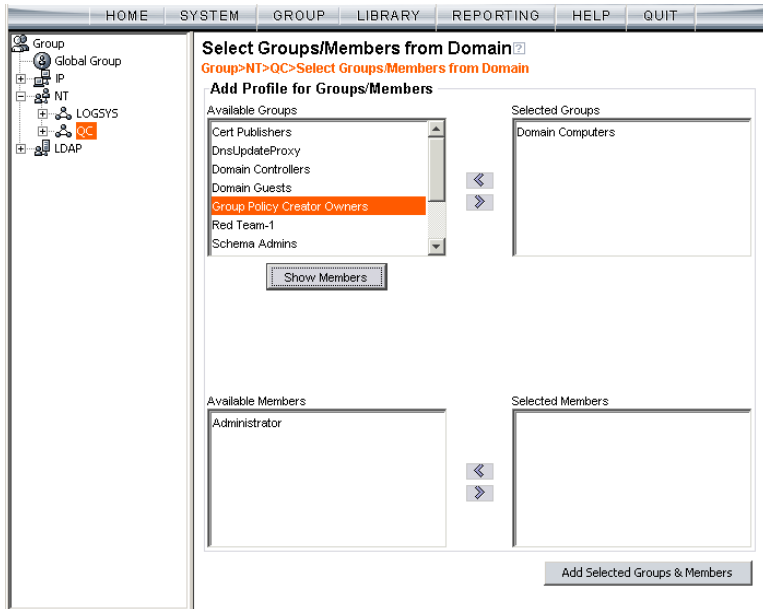 HOME SYSTEM GROUP LIBRARY REPORTING HELP QUIT
Group
Global Group
IP
NT
LOGSYS
QC
LDAP
Select Groups/Members from Domain?
Group>NT>QC>Select Groups/Members from Domain
Add Profile for Groups/Members
Available Groups
Cert Publishers
DnsUpdateProxy
Domain Controllers
Domain Guests
Group Policy Creator Owners
Red Team-1
Schema Admins
Show Members
Selected Groups
Domain Computers
Available Members
Administrator
Selected Members
Add Selected Groups & Members